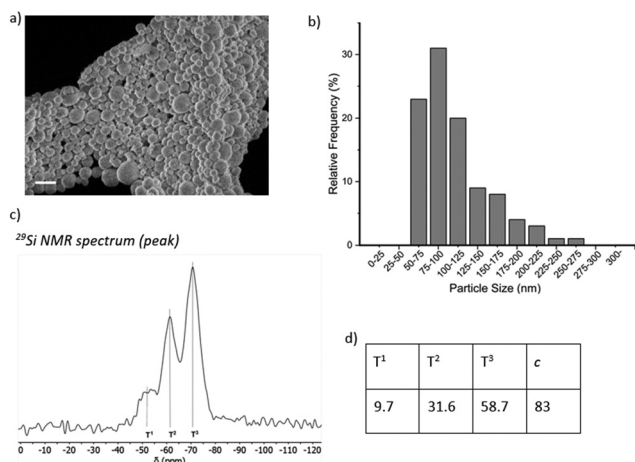 a)
b)
Relative Frequency (%)
30
20
10
0
0-25
25-50
50-75
75-100
100-125
125-150
150-175
175-200
200-225
225-250
250-275
275-300
300-
Particle Size (nm)
c)
29Si NMR spectrum (peak)
T1
T2
T3
0 -10 -20 -30 -40 -50 -60 -70 -80 -90 -100 -110 -120
δ (ppm)
d)
T1 T2 T3 c
9.7 31.6 58.7 83